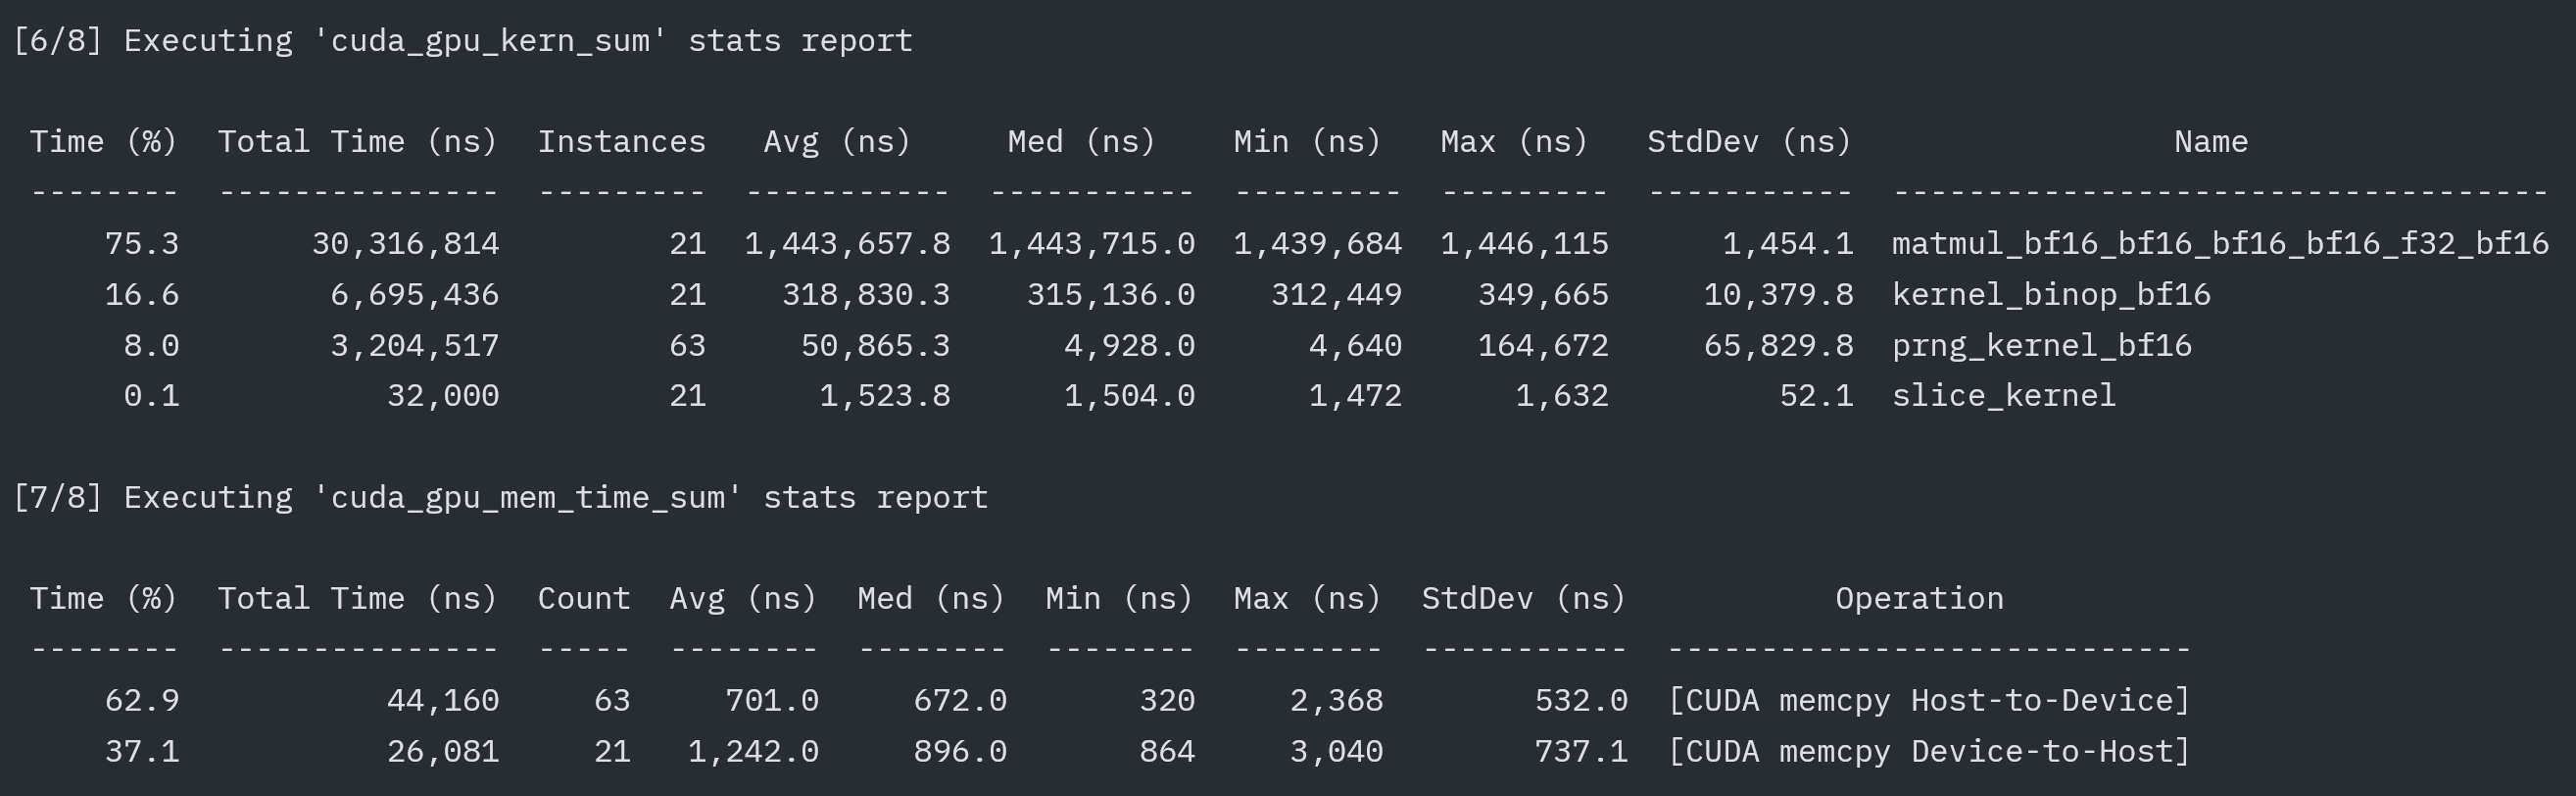 [6/8] Executing 'cuda_gpu_kern_sum' stats report
Time (%)  Total Time (ns)  Instances   Avg (ns)     Med (ns)    Min (ns)   Max (ns)   StdDev (ns)                 Name
--------  ---------------  ---------  -----------  -----------  ---------  ---------  -----------  -----------------------------------
75.3       30,316,814         21  1,443,657.8  1,443,715.0  1,439,684  1,446,115      1,454.1  matmul_bf16_bf16_bf16_bf16_f32_bf16
16.6        6,695,436         21    318,830.3    315,136.0    312,449    349,665     10,379.8  kernel_binop_bf16
8.0        3,204,517         63     50,865.3      4,928.0      4,640    164,672     65,829.8  prng_kernel_bf16
0.1           32,000         21      1,523.8      1,504.0      1,472      1,632         52.1  slice_kernel
[7/8] Executing 'cuda_gpu_mem_time_sum' stats report
Time (%)  Total Time (ns)  Count  Avg (ns)  Med (ns)  Min (ns)  Max (ns)  StdDev (ns)           Operation
--------  ---------------  -----  --------  --------  --------  --------  -----------  ----------------------------
62.9           44,160     63     701.0     672.0       320     2,368        532.0  [CUDA memcpy Host-to-Device]
37.1           26,081     21   1,242.0     896.0       864     3,040        737.1  [CUDA memcpy Device-to-Host]